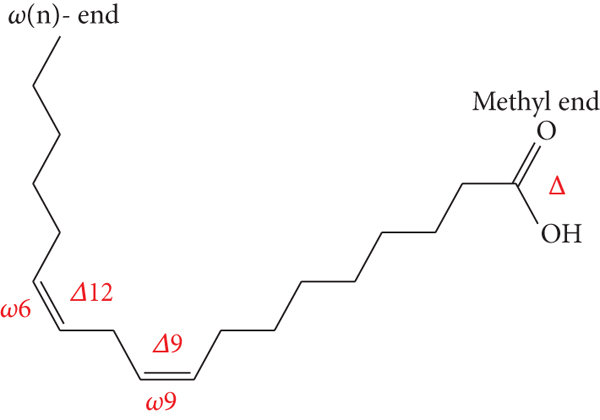 ω(n)- end
Methyl end
O
Δ
OH
ω6
Δ12
Δ9
ω9